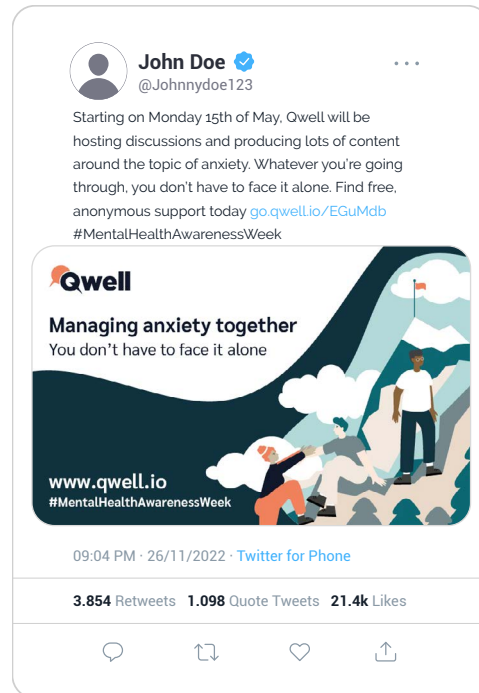 John Doe
@Johnnydoe123
Starting on Monday 15th of May, Qwell will be
hosting discussions and producing lots of content
around the topic of anxiety. Whatever you're going
through, you don't have to face it alone. Find free,
anonymous support today go.qwell.io/EGuMdb
#MentalHealthAwarenessWeek
Qwell
Managing anxiety together
You don't have to face it alone
www.qwell.io
#MentalHealthAwarenessWeek
09:04 PM · 26/11/2022 · Twitter for Phone
3.854 Retweets 1.098 Quote Tweets 21.4k Likes